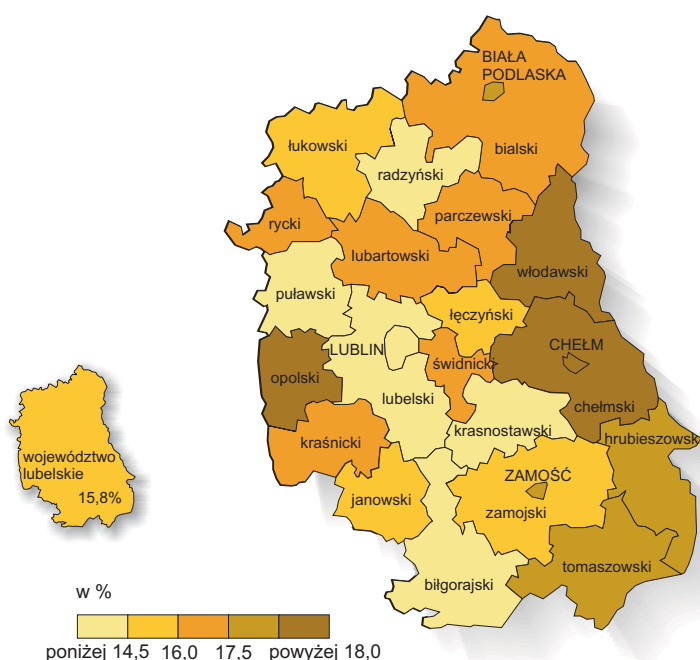 BIAŁA
PODLASKA
łukowski
bialski
radzyński
rycki
parczewski
lubartowski
włodawski
puławski
łęczyński
LUBLIN
CHEŁM
świdnicki
opolski
lubelski
chełmski
krasnostawski
hrubieszowsk
kraśnicki
województwo
lubelskie
15,8%
ZAMOŚĆ
janowski
zamojski
tomaszowski
biłgorajski
w %
poniżej 14,5 16,0 17,5 powyżej 18,0